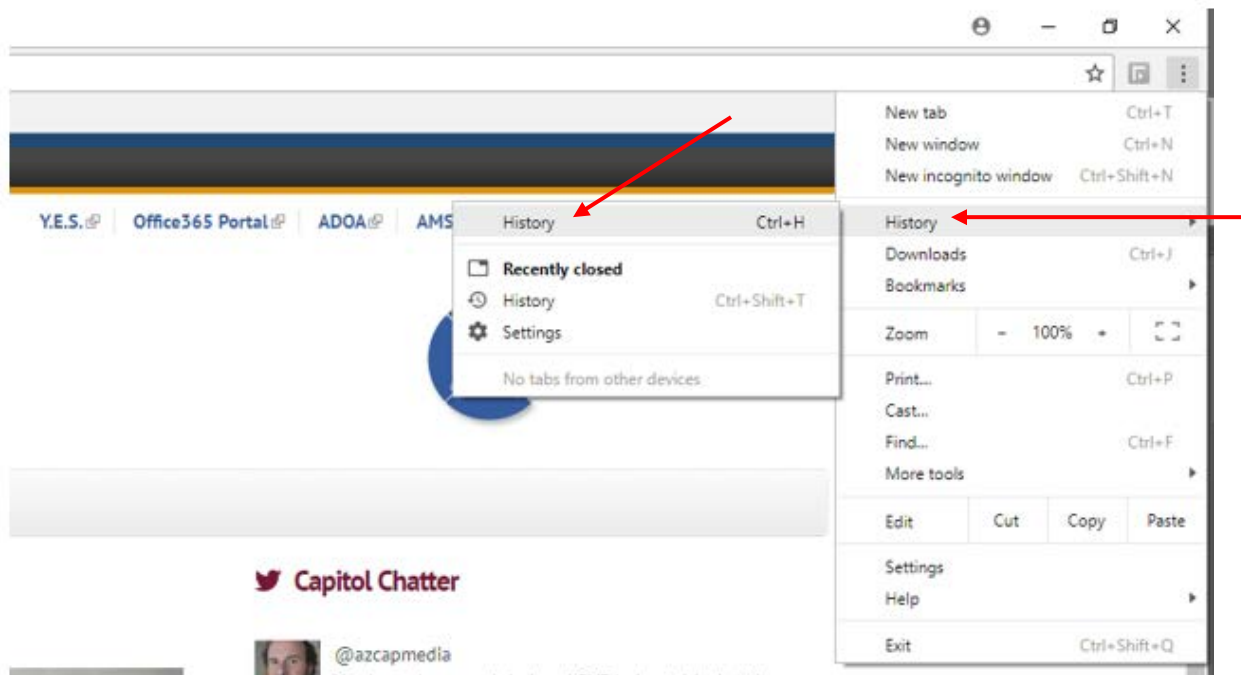 New tab Ctrl+T
New window Ctrl+N
New incognito window Ctrl+Shift+N
Y.E.S. Office365 Portal ADOA AMS
History Ctrl+H
History
Recently closed
Downloads Ctrl+J
History Ctrl+Shift+T
Bookmarks
Settings
Zoom - 100% +
No tabs from other devices
Print... Ctrl+P
Cast...
Find... Ctrl+F
More tools
Edit Cut Copy Paste
Settings
Capitol Chatter
Help
Exit Ctrl+Shift+Q
@azcapmedia